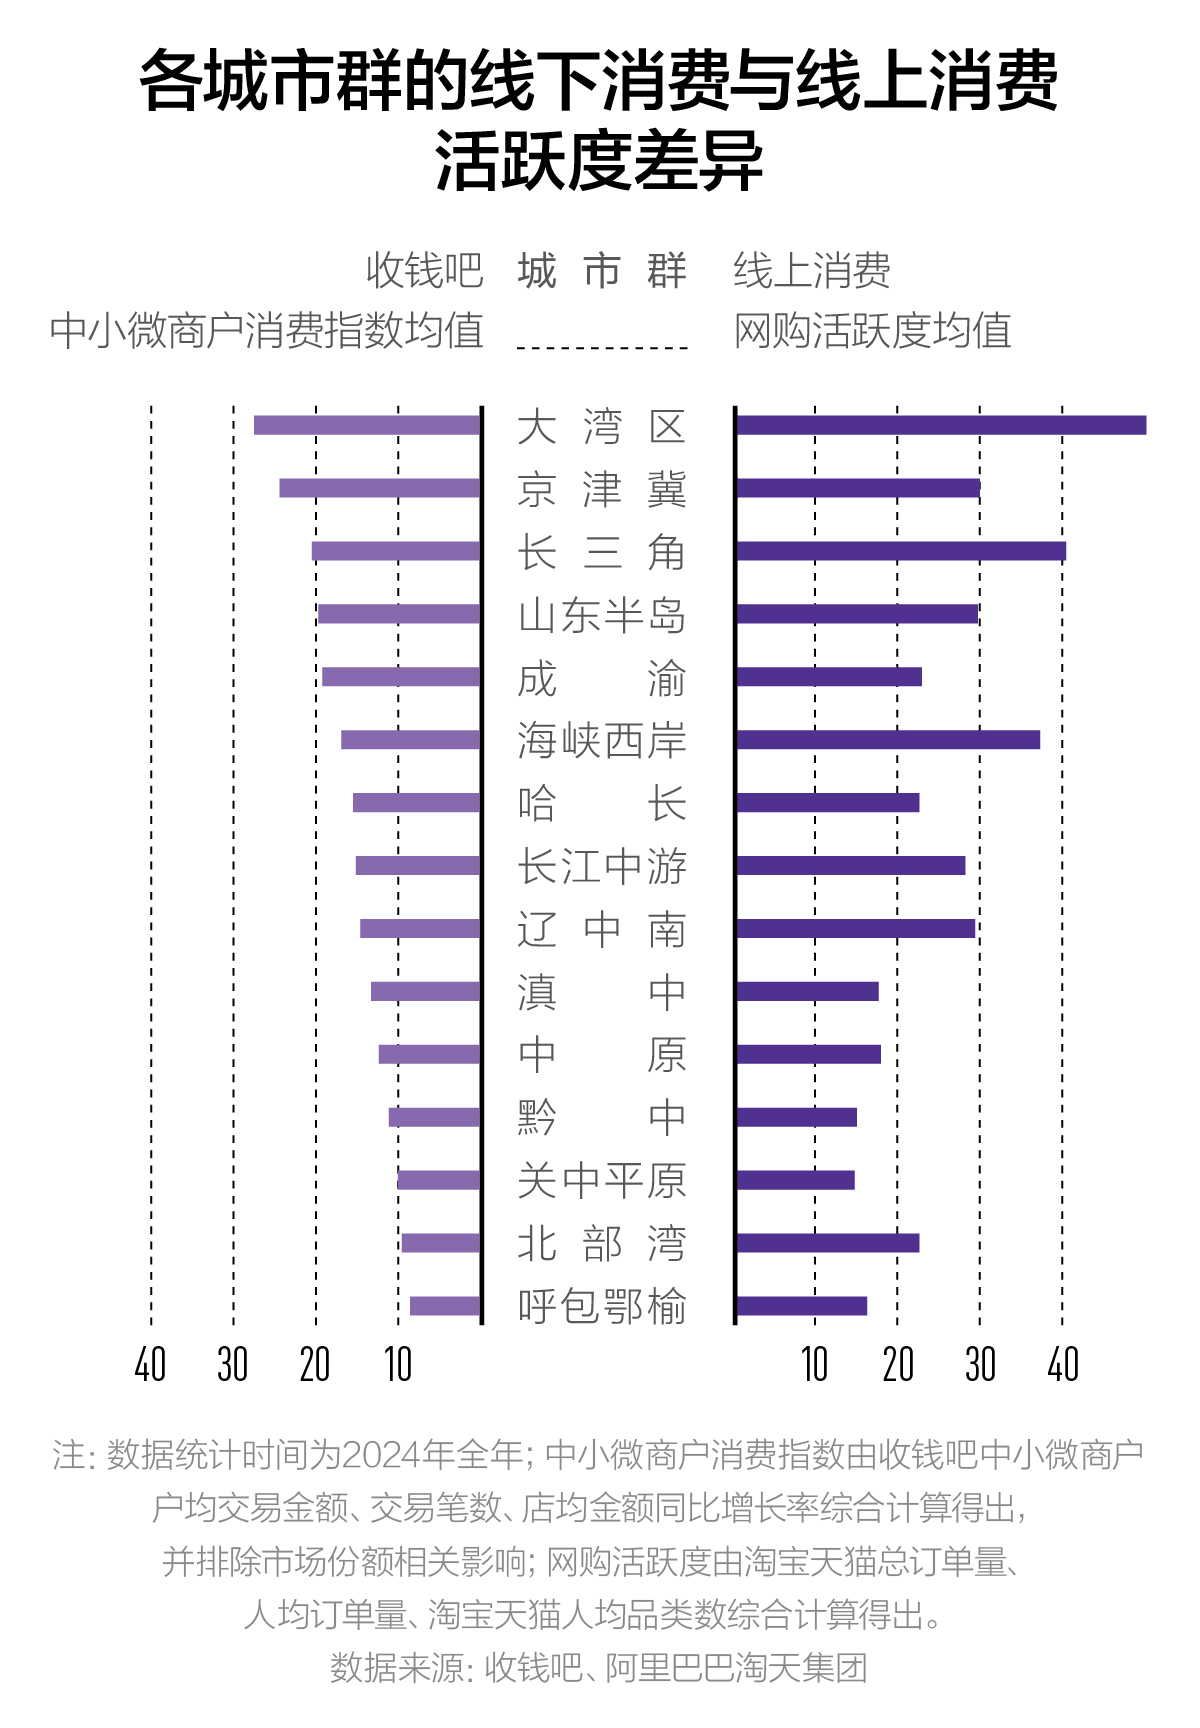 各城市群的线下消费与线上消费
活跃度差异
收钱吧 城市群 线上消费
中小微商户消费指数均值 网购活跃度均值
大湾区
京津冀
长三角
山东半岛
成渝
海峡西岸
哈长
长江中游
辽中南
滇中
中原
黔中
关中平原
北部湾
呼包鄂榆
40 30 20 10 10 20 30 40
注：数据统计时间为2024年全年；中小微商户消费指数由收钱吧中小微商户
户均交易金额、交易笔数、店均金额同比增长率综合计算得出，
并排除市场份额相关影响；网购活跃度由淘宝天猫总订单量、
人均订单量、淘宝天猫人均品类数综合计算得出。
数据来源：收钱吧、阿里巴巴淘天集团